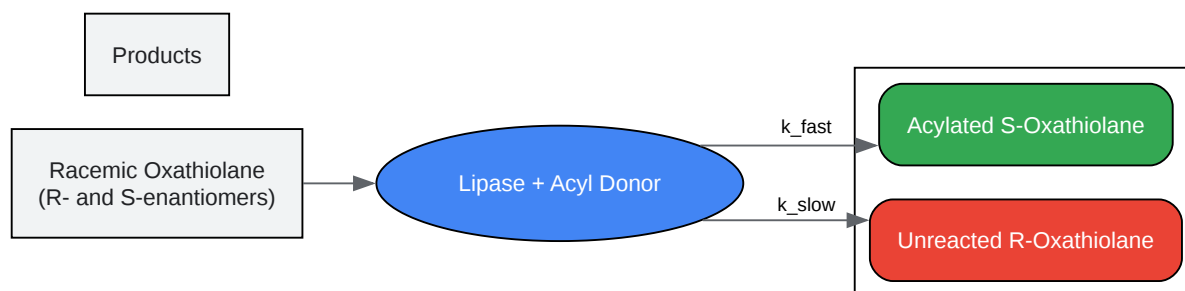 Products
Racemic Oxathiolane
(R- and S-enantiomers)
Lipase + Acyl Donor
k_fast
k_slow
Acylated S-Oxathiolane
Unreacted R-Oxathiolane